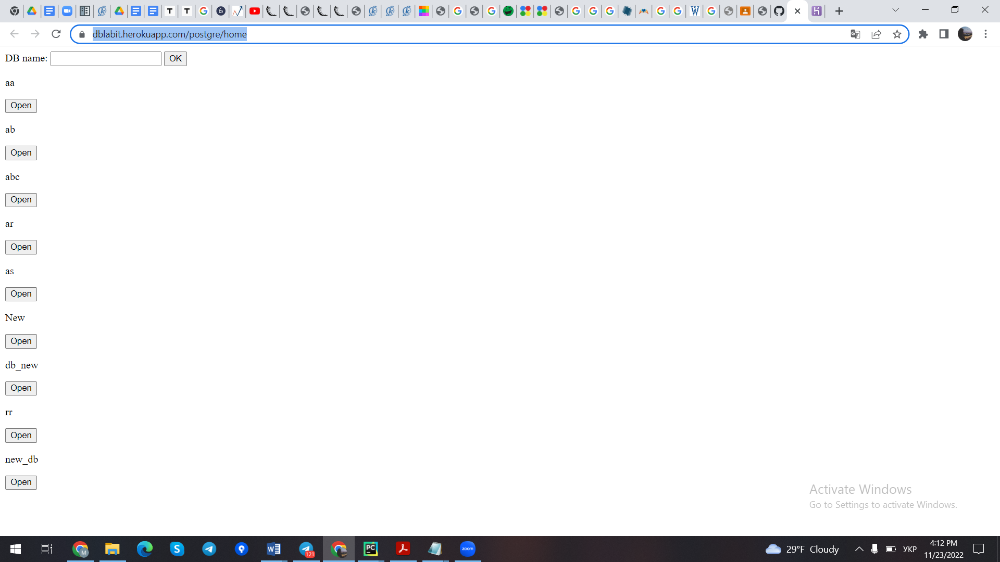 dblabit.herokuapp.com/postgre/home
DB name: OK
aa
Open
ab
Open
abc
Open
ar
Open
as
Open
New
Open
db_new
Open
rr
Open
new_db
Open
Activate Windows
Go to Settings to activate Windows.
121
zoom
29°F Cloudy
УКР
4:12 PM
11/23/2022